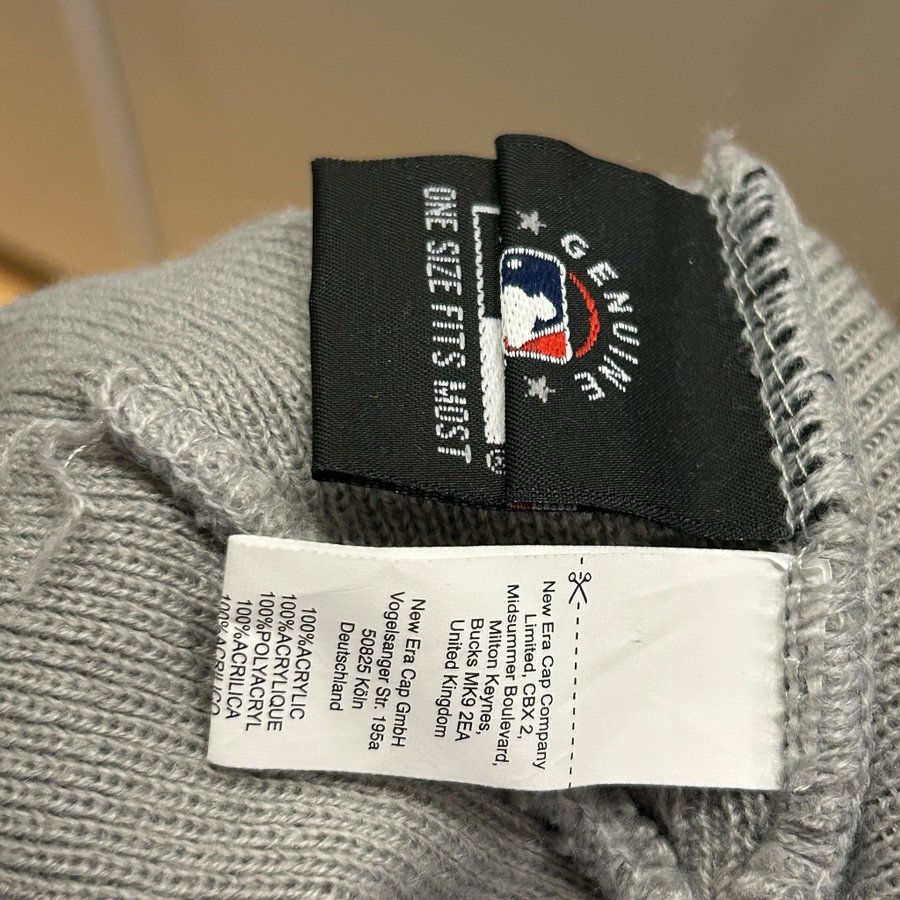 GENUINE
ONE SIZE FITS MOST
New Era Cap Company
Limited, CBX 2,
Midsummer Boulevard,
Milton Keynes,
Bucks MK9 2EA
United Kingdom
New Era Cap GmbH
Vogelsanger Str. 195a
50825 Köln
Deutschland
100%ACRYLIC
100%ACRYLIQUE
100%POLYACRYL
100%ACRILICA